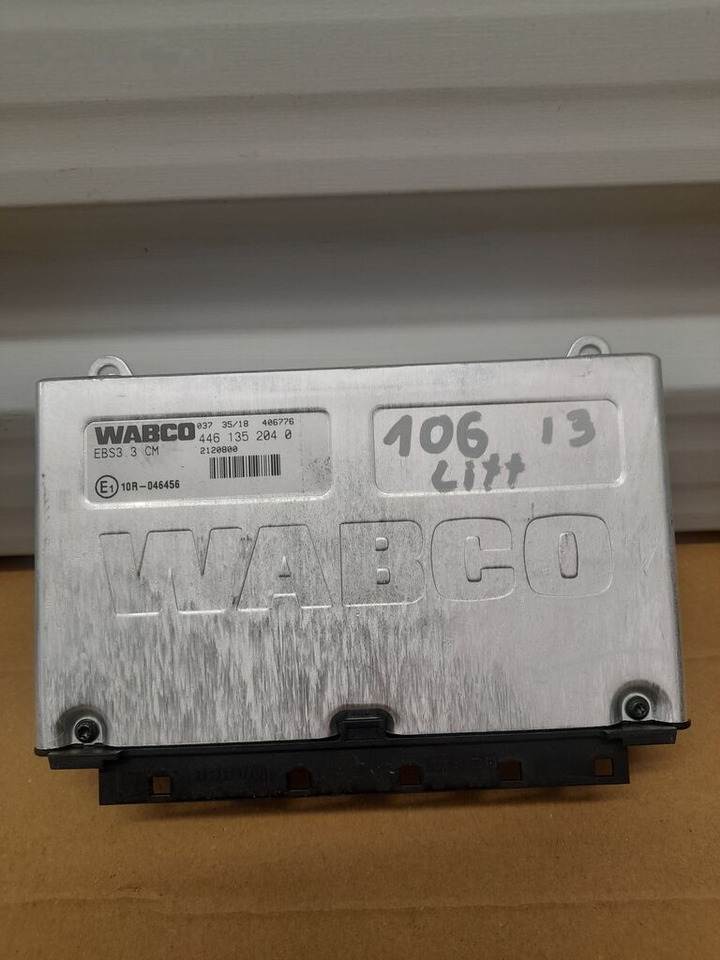 WABCO 037 35/18 406776
446 135 204 0
EBS3 3 CM 2120800
E1 10R-046456
106 13
Litt
WABCO